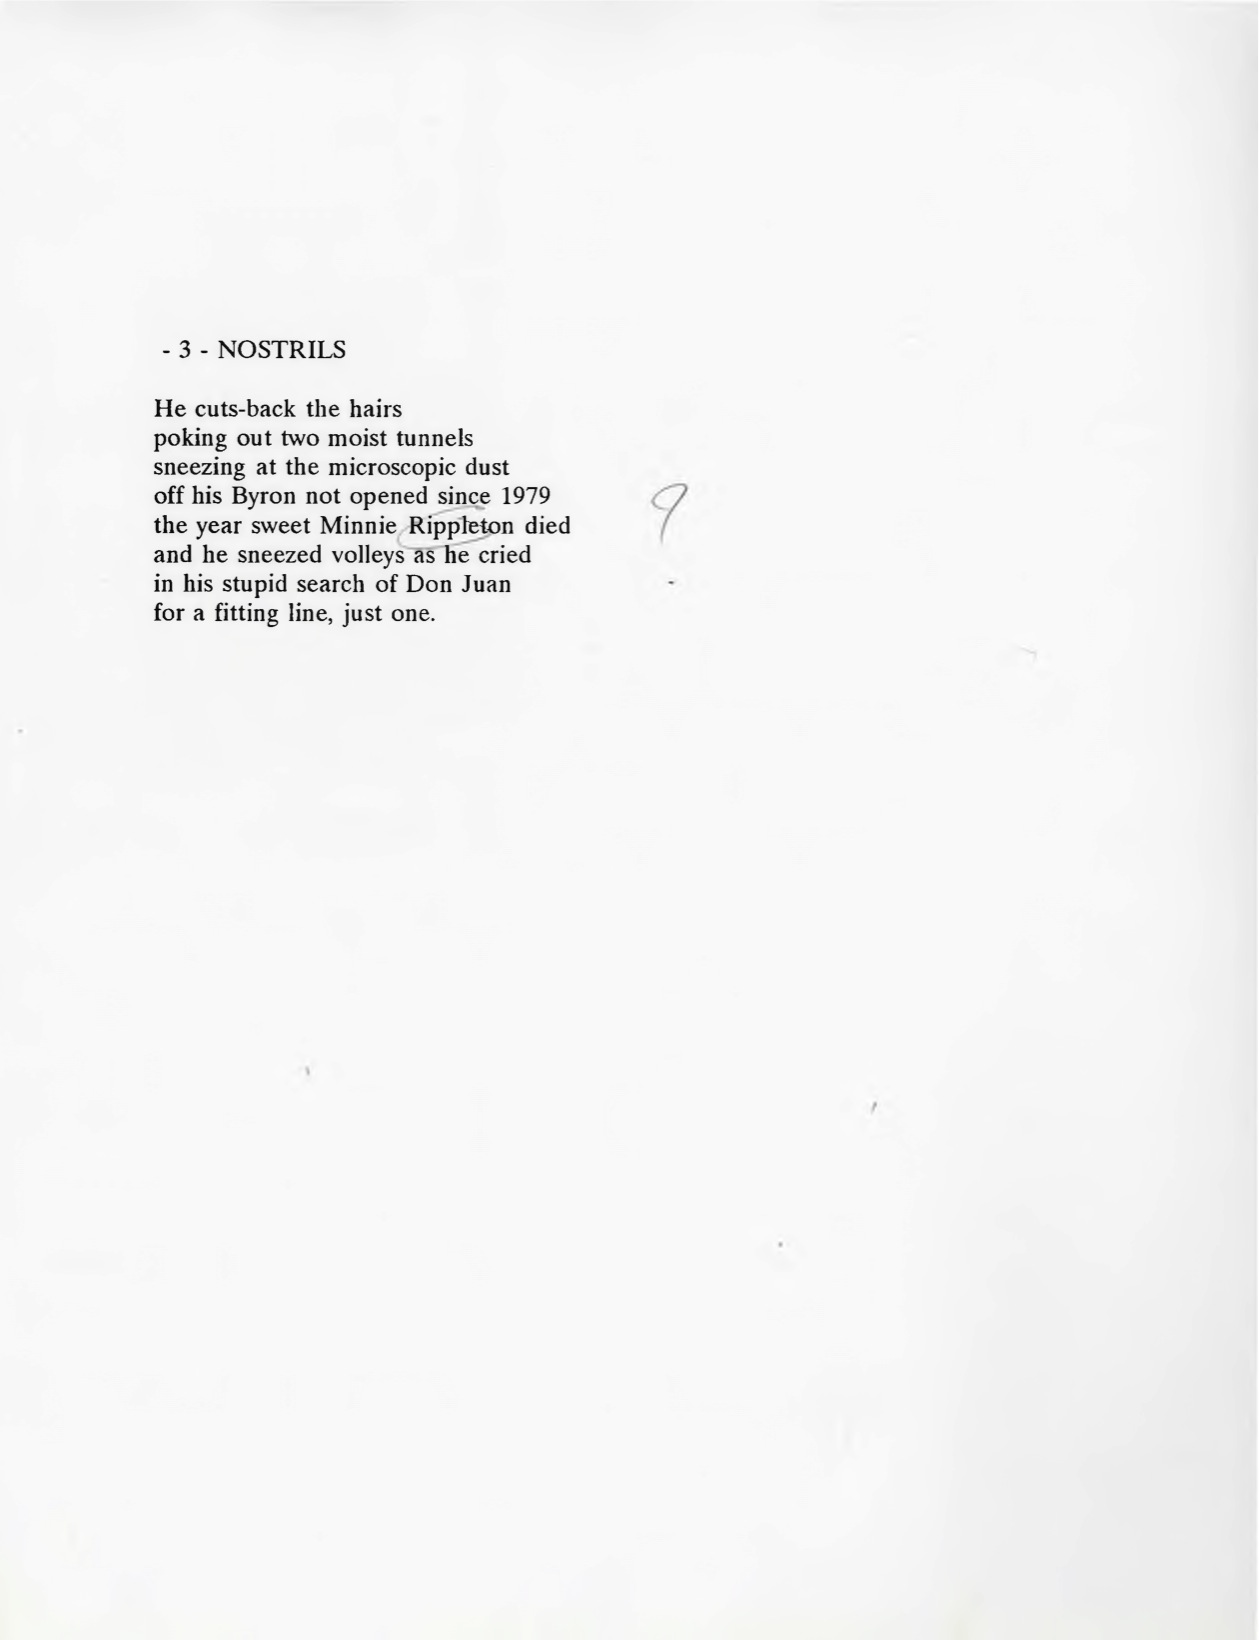 - 3 - NOSTRILS
He cuts-back the hairs
poking out two moist tunnels
sneezing at the microscopic dust
off his Byron not opened since 1979
the year sweet Minnie Rippleton died
and he sneezed volleys as he cried
in his stupid search of Don Juan
for a fitting line, just one.
?